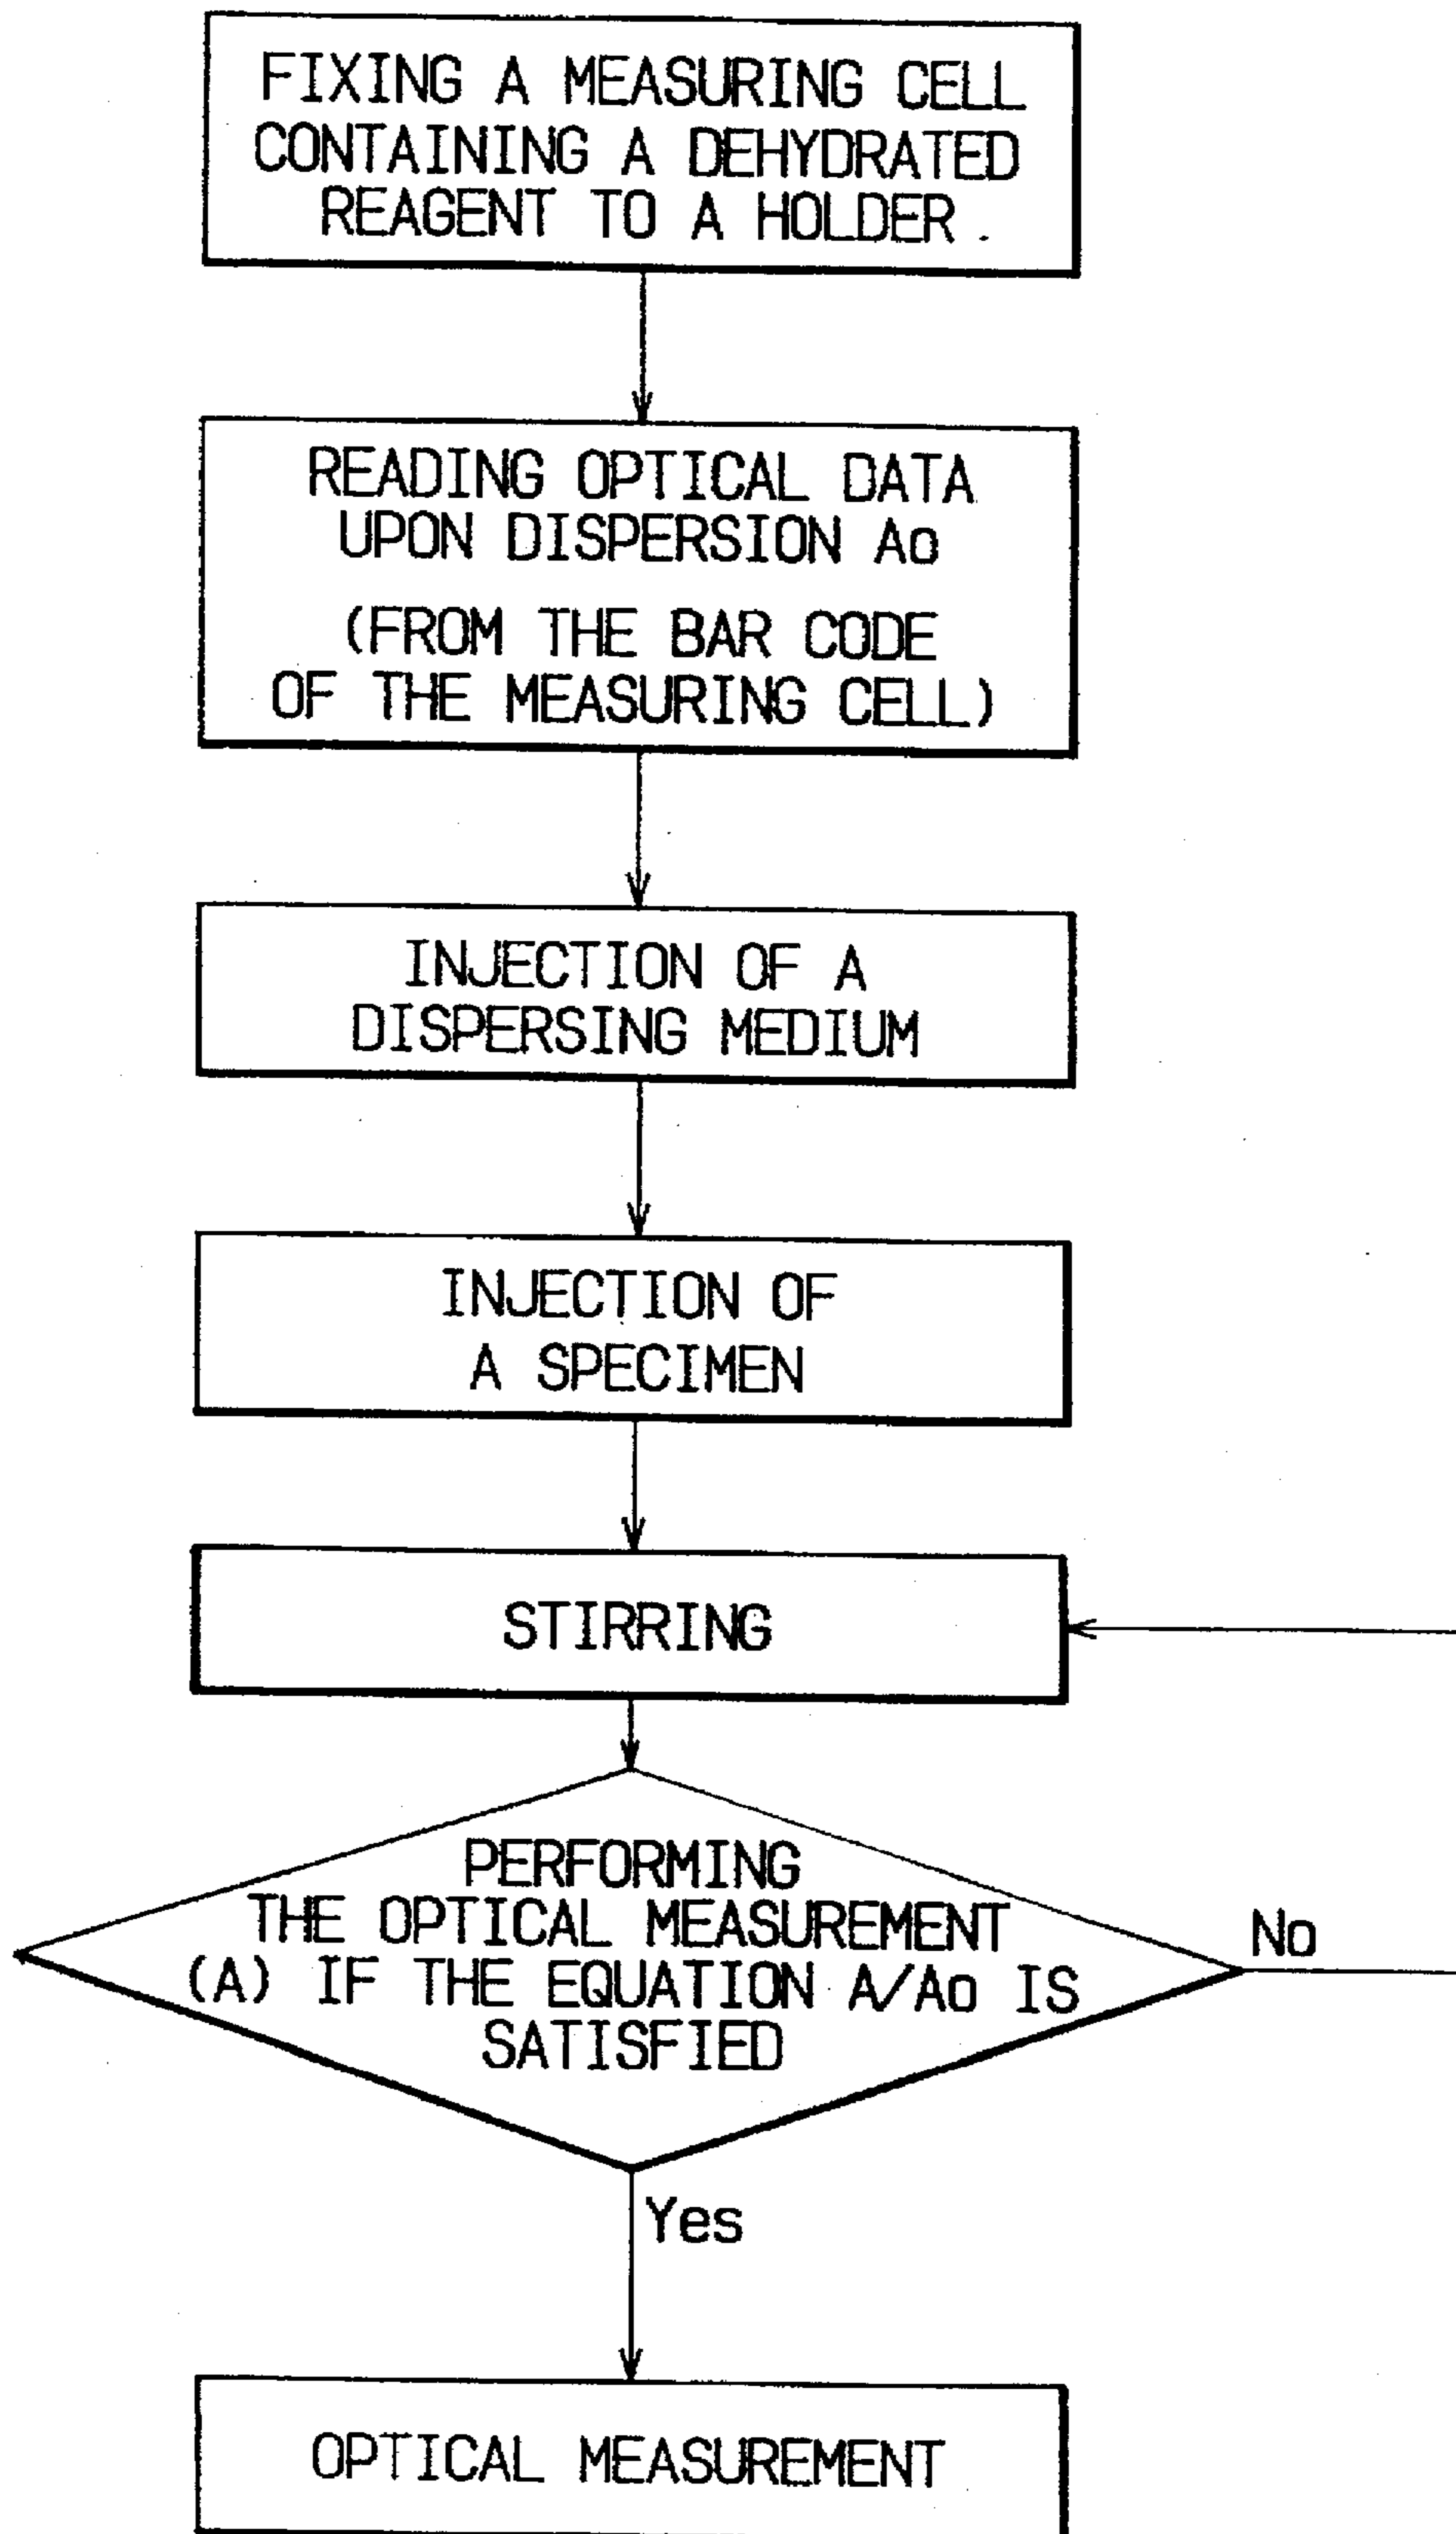 FIXING A MEASURING CELL
CONTAINING A DEHYDRATED
REAGENT TO A HOLDER
READING OPTICAL DATA
UPON DISPERSION Ao
(FROM THE BAR CODE
OF THE MEASURING CELL)
INJECTION OF A
DISPERSING MEDIUM
INJECTION OF
A SPECIMEN
STIRRING
PERFORMING
THE OPTICAL MEASUREMENT
(A) IF THE EQUATION A/Ao IS
SATISFIED
No
Yes
OPTICAL MEASUREMENT